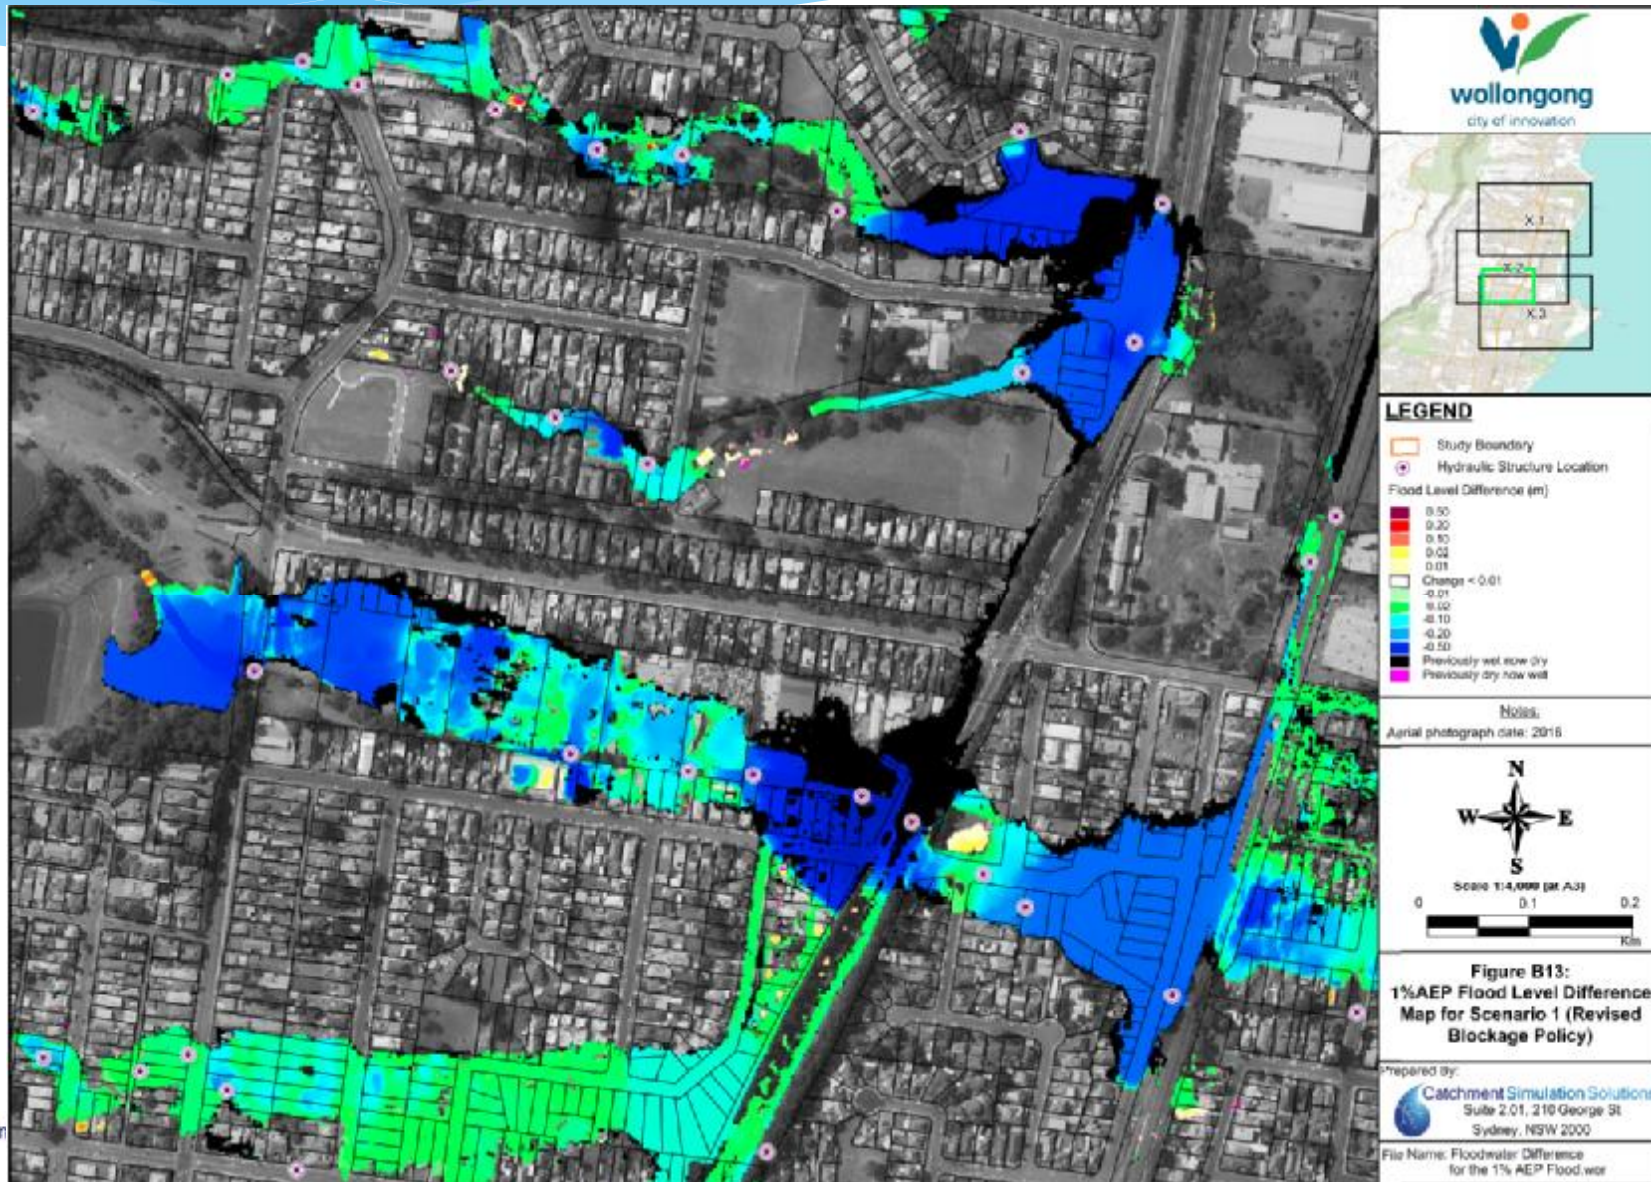 wollongong
city of innovation
X.1
X.2
X.3
LEGEND
Study Boundary
Hydraulic Structure Location
Flood Level Difference (m)
0.50
0.20
0.10
0.02
0.01
Change < 0.01
-0.01
-0.10
-0.20
-0.50
Previously wet now dry
Previously dry now wet
Notes:
Aerial photograph date: 2016
N
W
E
S
Scale 1:4,000 (at A3)
0
0.1
0.2
Km
Figure B13:
1%AEP Flood Level Difference
Map for Scenario 1 (Revised
Blockage Policy)
Prepared By:
Catchment Simulation Solutions
Suite 2.01, 210 George St
Sydney, NSW 2000
File Name: Floodwater Difference
for the 1% AEP Flood.wor